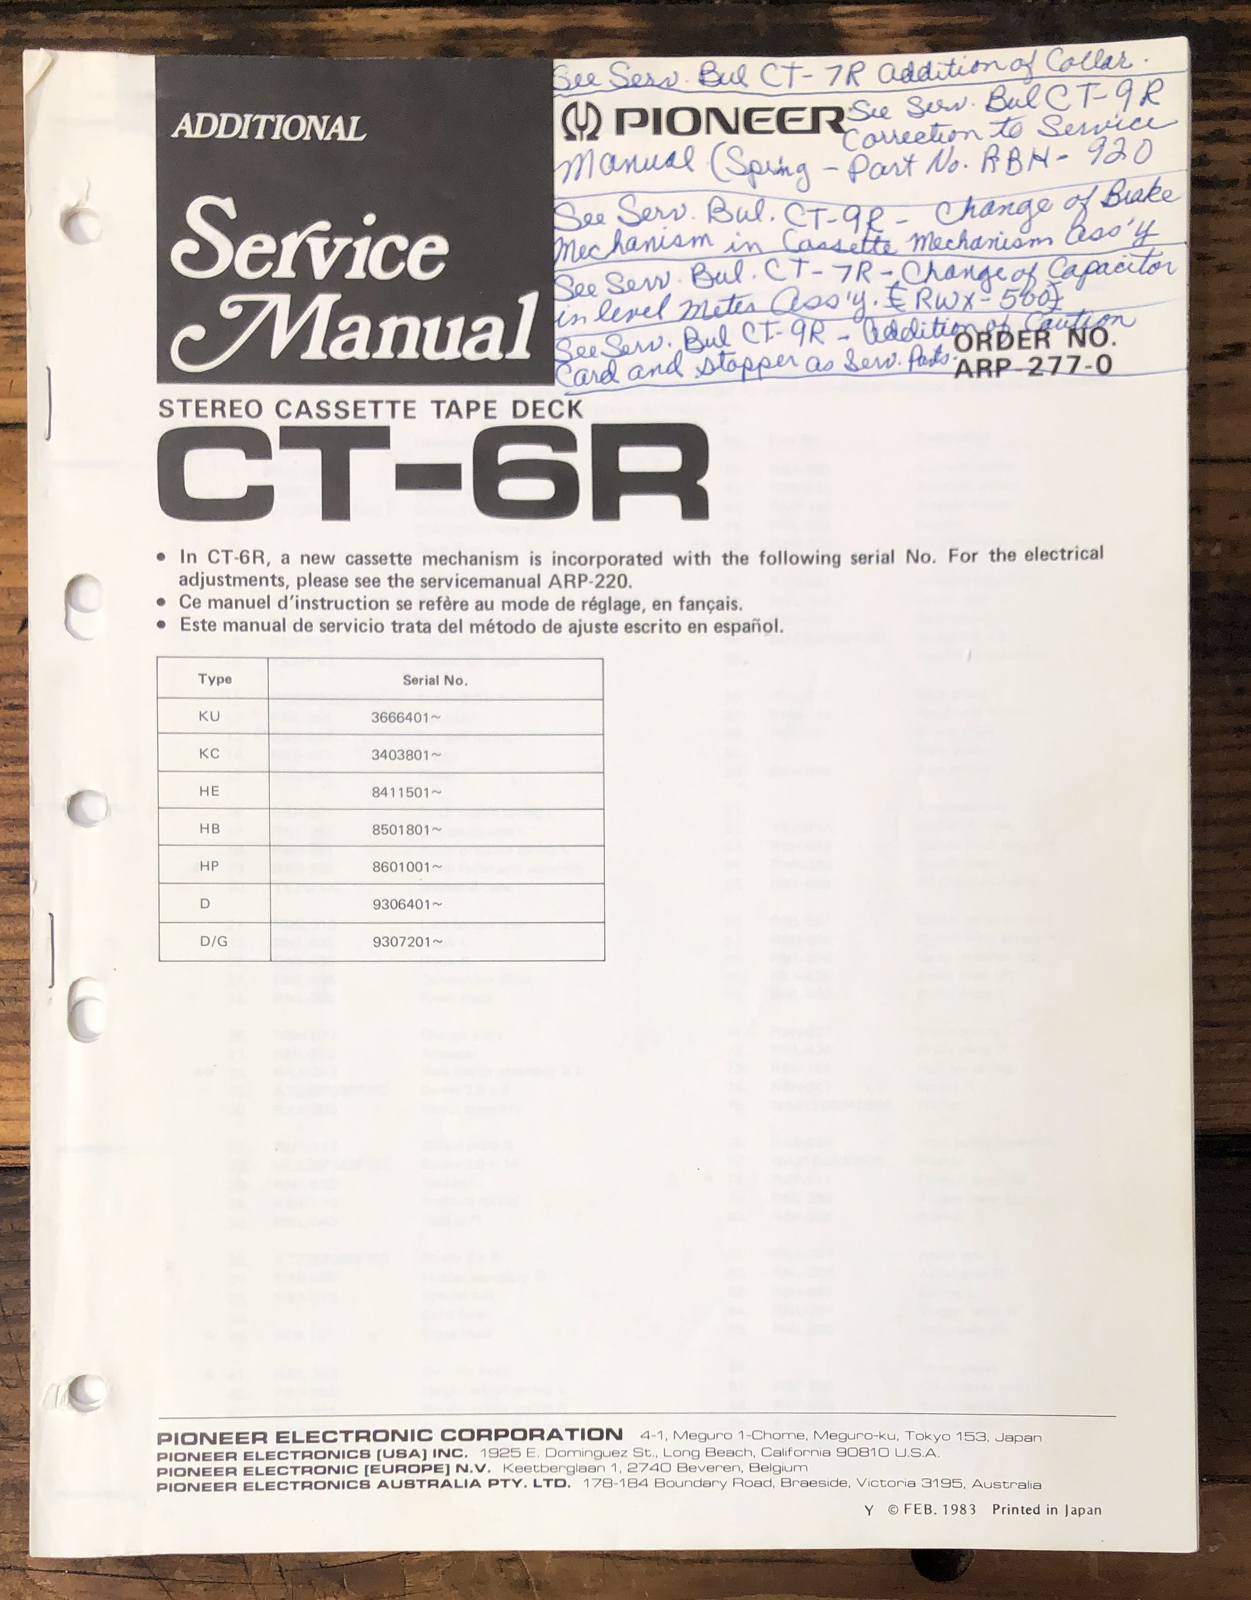 See Serv. Bul CT-7R Addition of Collar.
ADDITIONAL
PIONEER
See Serv. Bul CT-9R
Correction to Service
Manual (Spring - Part No. RBH-920
Service
Manual
See Serv. Bul. CT-9R - Change of Brake
Mechanism in Cassette Mechanism Ass'y
See Serv. Bul. CT-7R - Change of Capacitor
in level Meter Ass'y.
See Serv. Bul CT-9R - Addition of Caution
Card and Stopper as Serv. Parts.
ORDER NO.
ARP-277-0
STEREO CASSETTE TAPE DECK
CT-6R
• In CT-6R, a new cassette mechanism is incorporated with the following serial No. For the electrical
adjustments, please see the servicemanual ARP-220.
• Ce manuel d'instruction se refère au mode de réglage, en fançais.
• Este manual de servicio trata del método de ajuste escrito en español.
Type Serial No.
KU 3666401~
KC 3403801~
HE 8411501~
HB 8501801~
HP 8601001~
D 9306401~
D/G 9307201~
PIONEER ELECTRONIC CORPORATION 4-1, Meguro 1-Chome, Meguro-ku, Tokyo 153, Japan
PIONEER ELECTRONICS [USA] INC. 1925 E. Dominguez St., Long Beach, California 90810 U.S.A.
PIONEER ELECTRONIC [EUROPE] N.V. Keetberglaan 1, 2740 Beveren, Belgium
PIONEER ELECTRONICS AUSTRALIA PTY. LTD. 178-184 Boundary Road, Braeside, Victoria 3195, Australia
Y © FEB. 1983 Printed in Japan